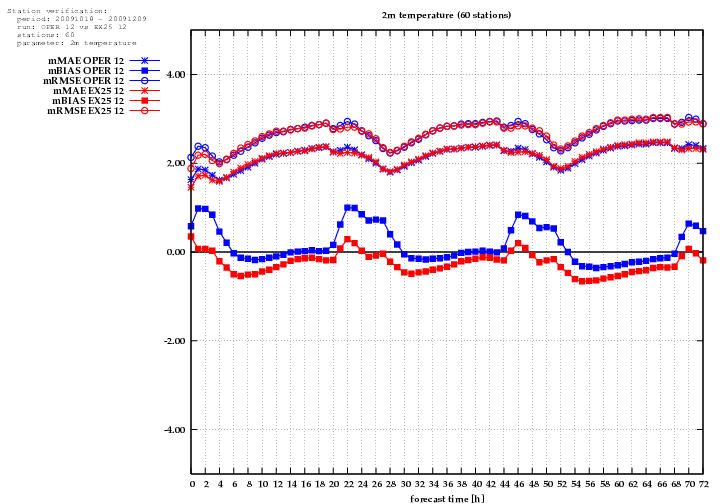 Station verification:
period: 20091018 - 20091209
run: OPER 12 vs EX25 12
stations: 60
parameter: 2m temperature
2m temperature (60 stations)
mMAE OPER 12
mBIAS OPER 12
mRMSE OPER 12
mMAE EX25 12
mBIAS EX25 12
mRMSE EX25 12
4.00
2.00
0.00
-2.00
-4.00
0 2 4 6 8 10 12 14 16 18 20 22 24 26 28 30 32 34 36 38 40 42 44 46 48 50 52 54 56 58 60 62 64 66 68 70 72
forecast time [h]